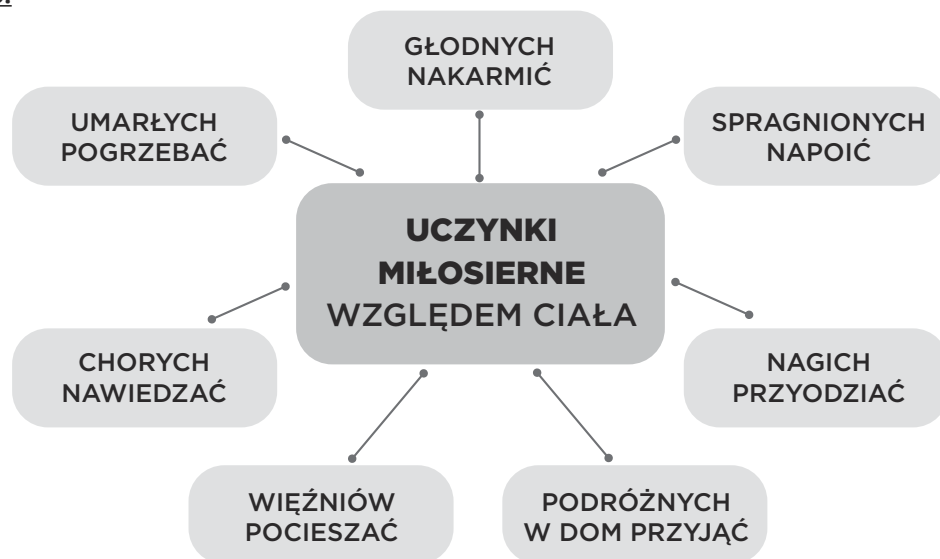 GŁODNYCH
NAKARMIĆ
UMARŁYCH
POGRZEBAĆ
SPRAGNIONYCH
NAPOIĆ
UCZYNKI
MIŁOSIERNE
WZGLĘDEM CIAŁA
CHORYCH
NAWIEDZAĆ
NAGICH
PRZYODZIAĆ
WIĘŹNIÓW
POCIESZAĆ
PODRÓŻNYCH
W DOM PRZYJĄĆ